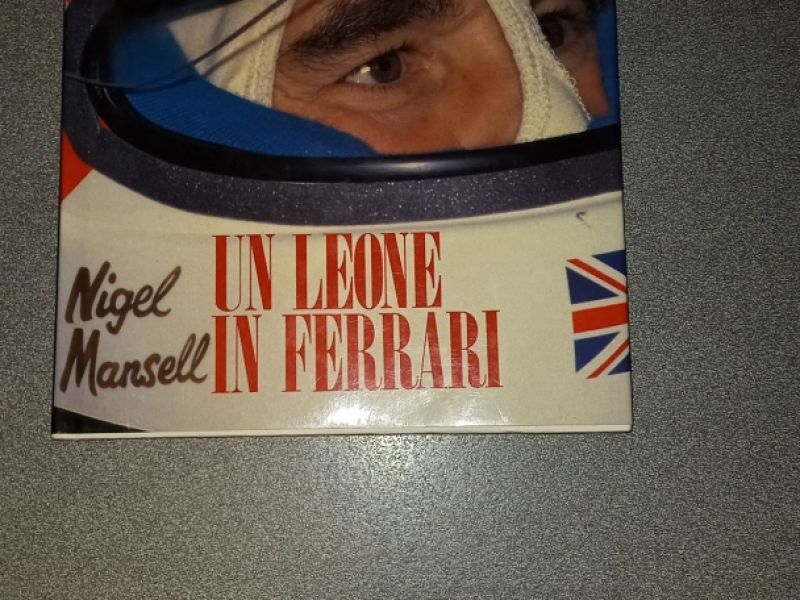 Nigel
Mansell
UN LEONE
IN FERRARI